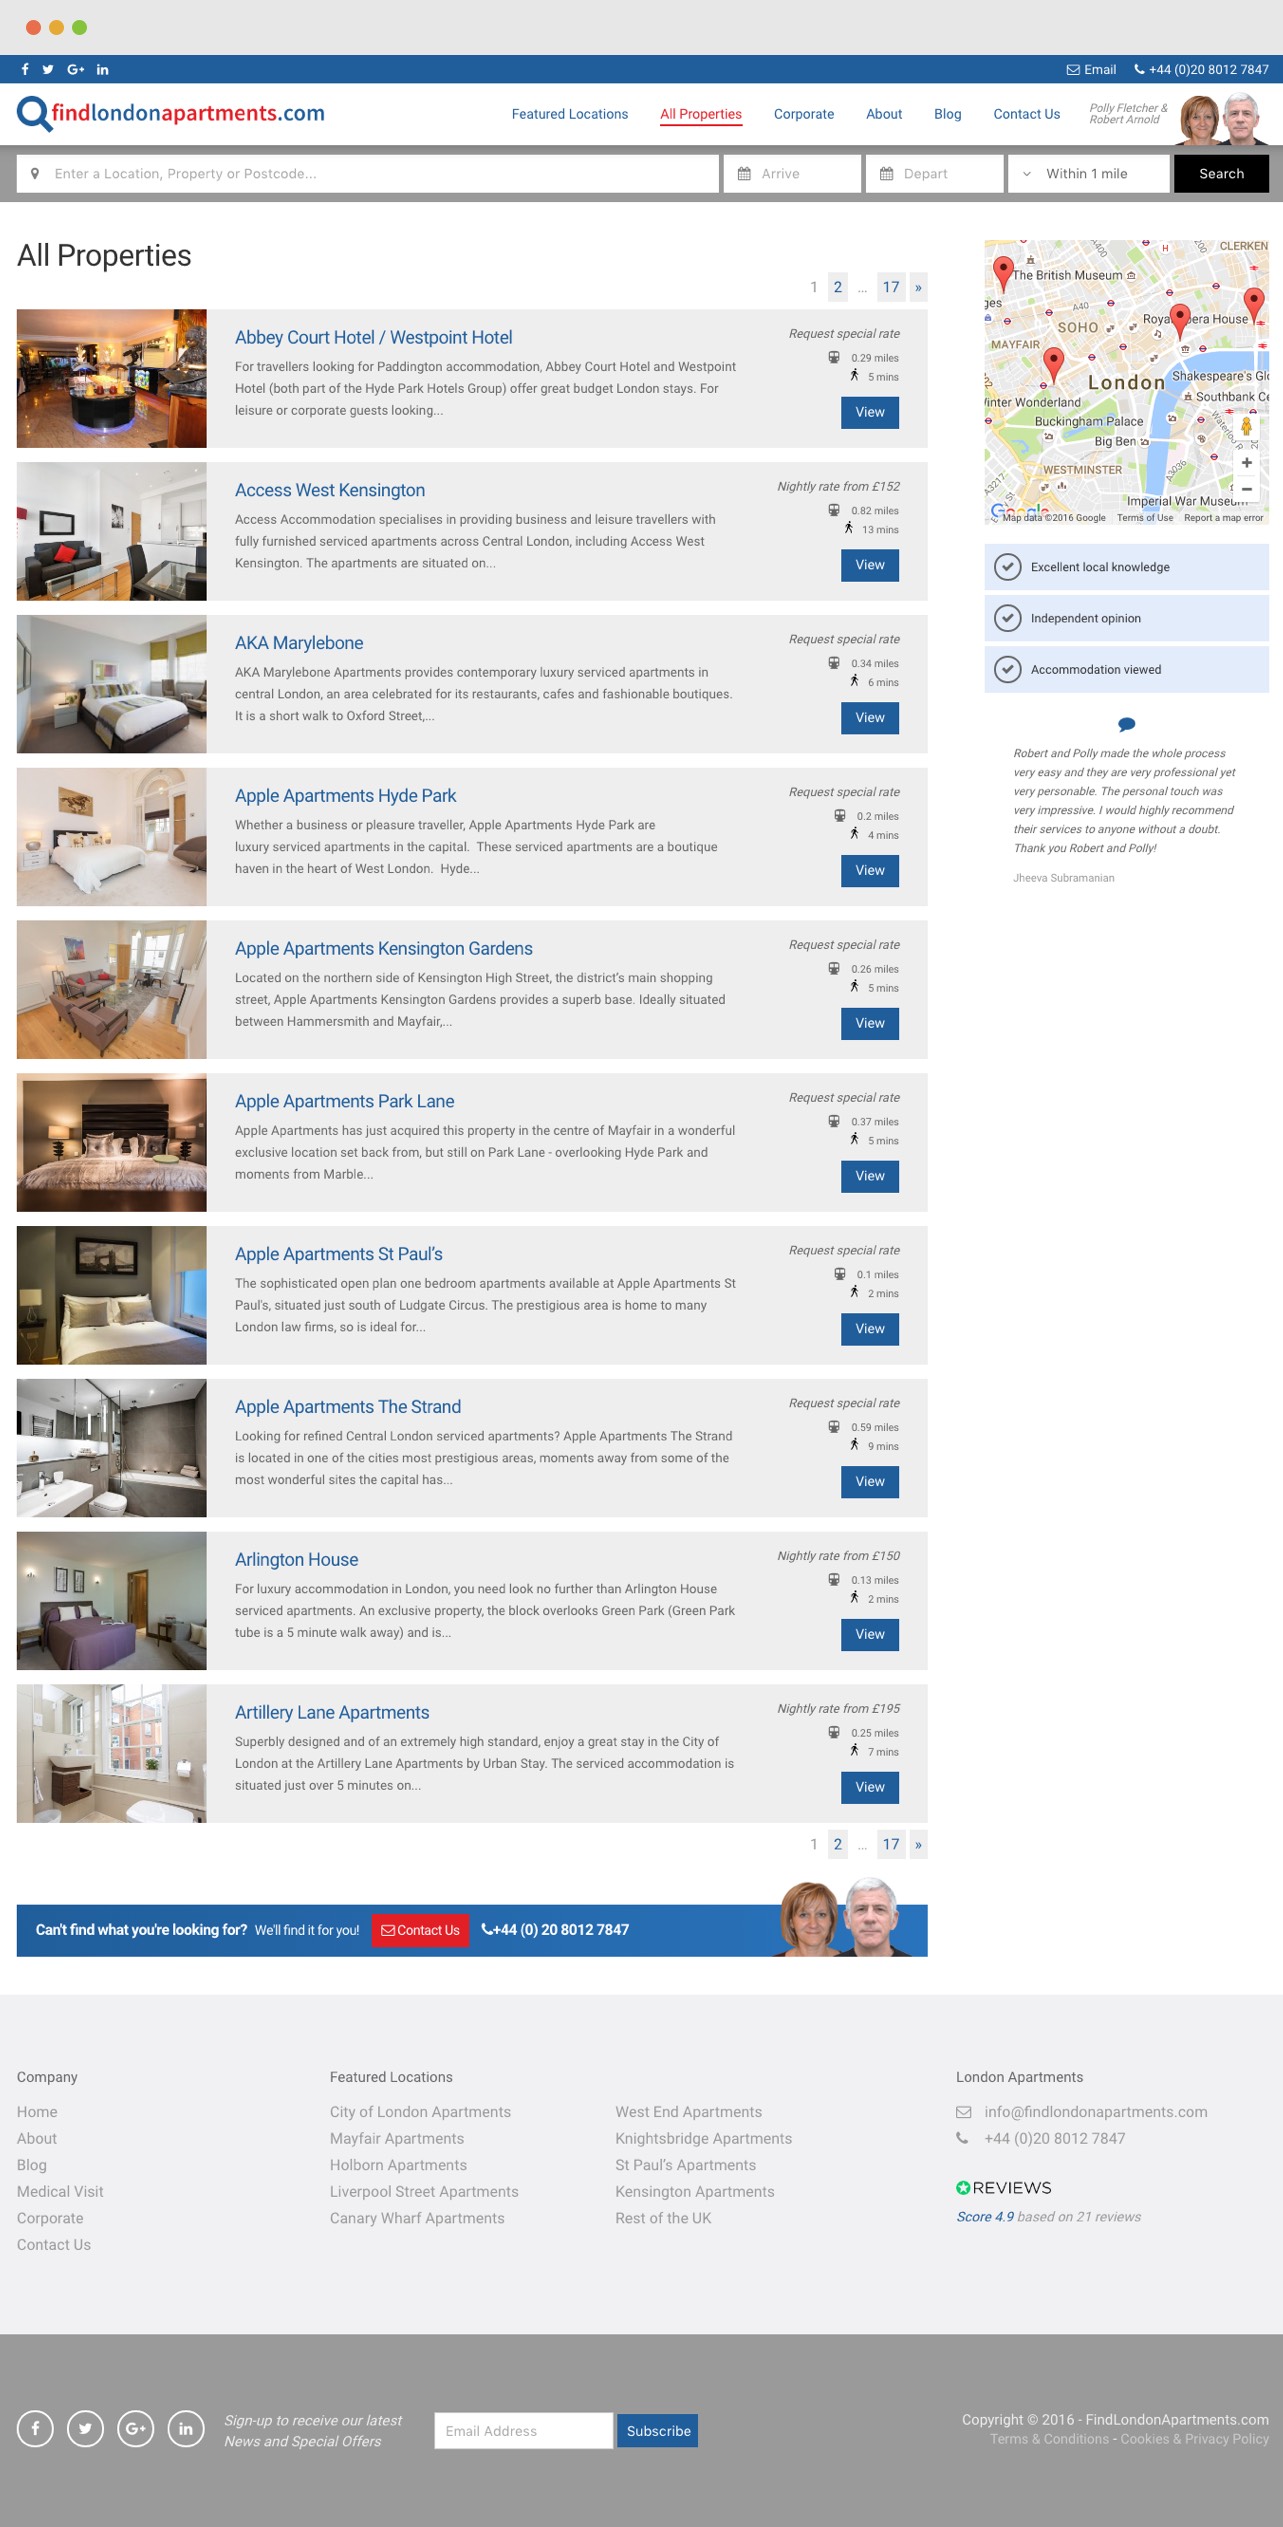 Email +44 (0)20 8012 7847
findlondonapartments.com
Featured Locations All Properties Corporate About Blog Contact Us
Polly Fletcher &
Robert Arnold
Enter a Location, Property or Postcode... Arrive Depart Within 1 mile Search
All Properties
1 2 ... 17 »
Abbey Court Hotel / Westpoint Hotel
For travellers looking for Paddington accommodation, Abbey Court Hotel and Westpoint
Hotel (both part of the Hyde Park Hotels Group) offer great budget London stays. For
leisure or corporate guests looking...
Request special rate
0.29 miles
5 mins
View
Access West Kensington
Access Accommodation specialises in providing business and leisure travellers with
fully furnished serviced apartments across Central London, including Access West
Kensington. The apartments are situated on...
Nightly rate from £152
0.82 miles
13 mins
View
AKA Marylebone
AKA Marylebone Apartments provides contemporary luxury serviced apartments in
central London, an area celebrated for its restaurants, cafes and fashionable boutiques.
It is a short walk to Oxford Street,...
Request special rate
0.34 miles
6 mins
View
Apple Apartments Hyde Park
Whether a business or pleasure traveller, Apple Apartments Hyde Park are
luxury serviced apartments in the capital. These serviced apartments are a boutique
haven in the heart of West London. Hyde...
Request special rate
0.2 miles
4 mins
View
Apple Apartments Kensington Gardens
Located on the northern side of Kensington High Street, the district's main shopping
street, Apple Apartments Kensington Gardens provides a superb base. Ideally situated
between Hammersmith and Mayfair,...
Request special rate
0.26 miles
5 mins
View
Apple Apartments Park Lane
Apple Apartments has just acquired this property in the centre of Mayfair in a wonderful
exclusive location set back from, but still on Park Lane - overlooking Hyde Park and
moments from Marble...
Request special rate
0.37 miles
5 mins
View
Apple Apartments St Paul's
The sophisticated open plan one bedroom apartments available at Apple Apartments St
Paul's, situated just south of Ludgate Circus. The prestigious area is home to many
London law firms, so is ideal for...
Request special rate
0.1 miles
2 mins
View
Apple Apartments The Strand
Looking for refined Central London serviced apartments? Apple Apartments The Strand
is located in one of the cities most prestigious areas, moments away from some of the
most wonderful sites the capital has...
Request special rate
0.59 miles
9 mins
View
Arlington House
For luxury accommodation in London, you need look no further than Arlington House
serviced apartments. An exclusive property, the block overlooks Green Park (Green Park
tube is a 5 minute walk away) and is...
Nightly rate from £150
0.13 miles
2 mins
View
Artillery Lane Apartments
Superbly designed and of an extremely high standard, enjoy a great stay in the City of
London at the Artillery Lane Apartments by Urban Stay. The serviced accommodation is
situated just over 5 minutes on...
Nightly rate from £195
0.25 miles
7 mins
View
1 2 ... 17 »
Can't find what you're looking for? We'll find it for you! Contact Us +44 (0) 20 8012 7847
CLERKEN
A400
The British Museum
A40
SOHO
MAYFAIR
London
Buckingham Palace
Big Ben
Southbank Ce
WESTMINSTER
A3036
A3217
Imperial War Museum
Google
Map data ©2016 Google Terms of Use Report a map error
Excellent local knowledge
Independent opinion
Accommodation viewed
Robert and Polly made the whole process
very easy and they are very professional yet
very personable. The personal touch was
very impressive. I would highly recommend
their services to anyone without a doubt.
Thank you Robert and Polly!
Jheeva Subramanian
Company
Home
About
Blog
Medical Visit
Corporate
Contact Us
Featured Locations
City of London Apartments
Mayfair Apartments
Holborn Apartments
Liverpool Street Apartments
Canary Wharf Apartments
West End Apartments
Knightsbridge Apartments
St Paul's Apartments
Kensington Apartments
Rest of the UK
London Apartments
info@findlondonapartments.com
+44 (0)20 8012 7847
REVIEWS
Score 4.9 based on 21 reviews
Sign-up to receive our latest
News and Special Offers
Email Address Subscribe
Copyright © 2016 - FindLondonApartments.com
Terms & Conditions - Cookies & Privacy Policy